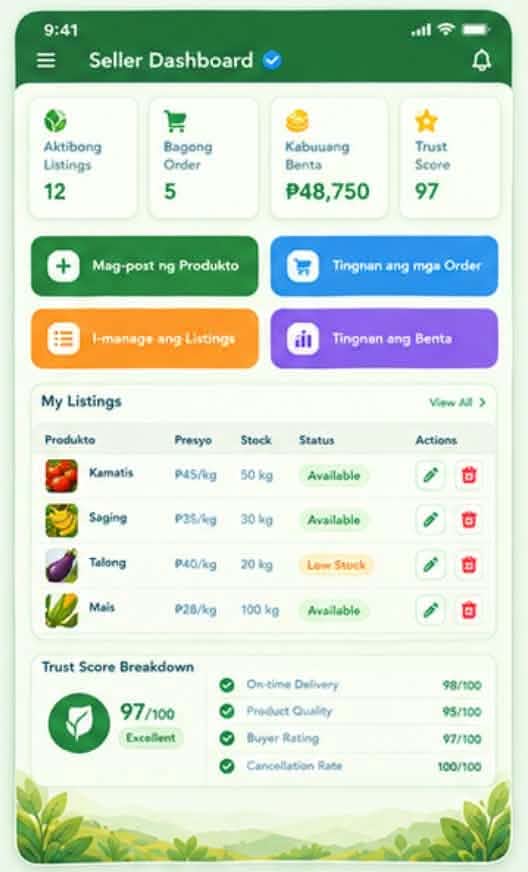 9:41
Seller Dashboard
Aktibong
Listings
12
Bagong
Order
5
Kabuuang
Benta
₱48,750
Trust
Score
97
Mag-post ng Produkto
Tingnan ang mga Order
I-manage ang Listings
Tingnan ang Benta
My Listings
View All >
Produkto Presyo Stock Status Actions
Kamatis ₱45/kg 50 kg Available
Saging ₱35/kg 30 kg Available
Talong ₱40/kg 20 kg Low Stock
Mais ₱28/kg 100 kg Available
Trust Score Breakdown
97/100
Excellent
On-time Delivery 98/100
Product Quality 95/100
Buyer Rating 97/100
Cancellation Rate 100/100